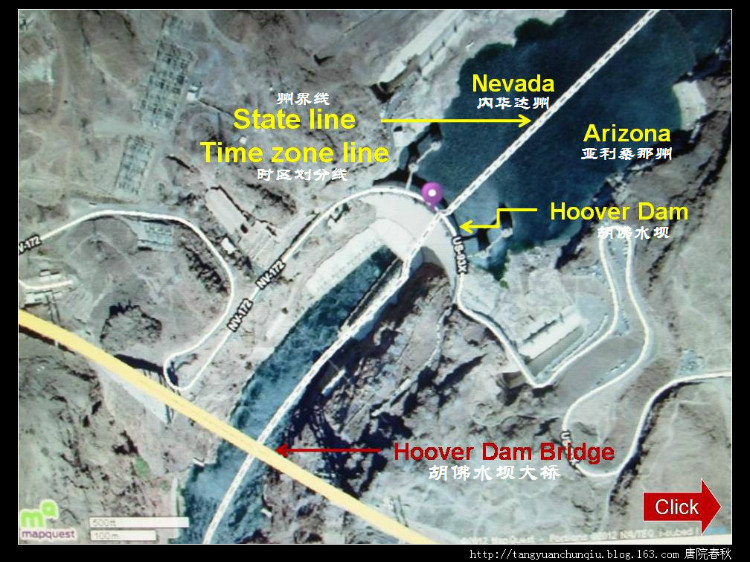 Nevada
内华达州
州界线
State line
Time zone line
时区划分线
Arizona
亚利桑那州
Hoover Dam
胡佛水坝
NV-172
NV-172
NV-172
US-93X
Hoover Dam Bridge
胡佛水坝大桥
Click
mapquest
500ft
100m
http://tangyuanchunqiu.blog.163.com 唐院春秋